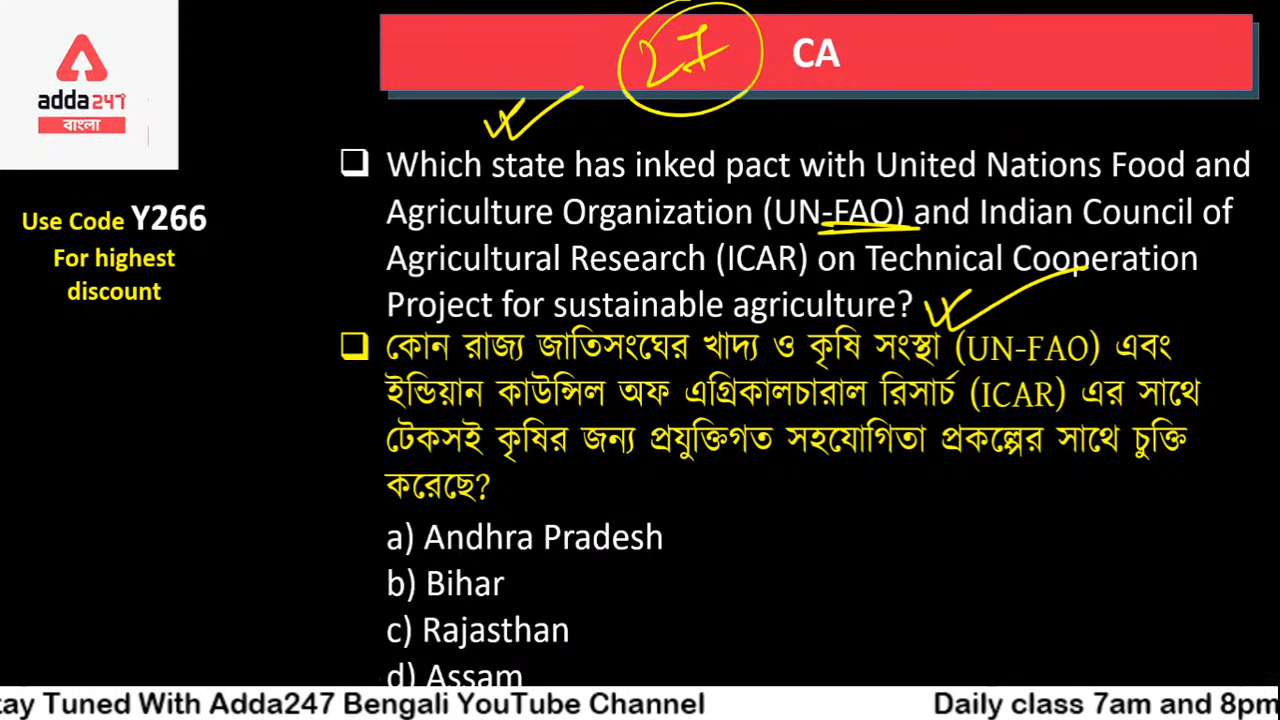 27
CA
adda247
বাংলা
Use Code Y266
For highest
discount
Which state has inked pact with United Nations Food and
Agriculture Organization (UN-FAO) and Indian Council of
Agricultural Research (ICAR) on Technical Cooperation
Project for sustainable agriculture?
কোন রাজ্য জাতিসংঘের খাদ্য ও কৃষি সংস্থা (UN-FAO) এবং
ইন্ডিয়ান কাউন্সিল অফ এগ্রিকালচারাল রিসার্চ (ICAR) এর সাথে
টেকসই কৃষির জন্য প্রযুক্তিগত সহযোগিতা প্রকল্পের সাথে চুক্তি
করেছে?
a) Andhra Pradesh
b) Bihar
c) Rajasthan
d) Assam
tay Tuned With Adda247 Bengali YouTube Channel
Daily class 7am and 8pm